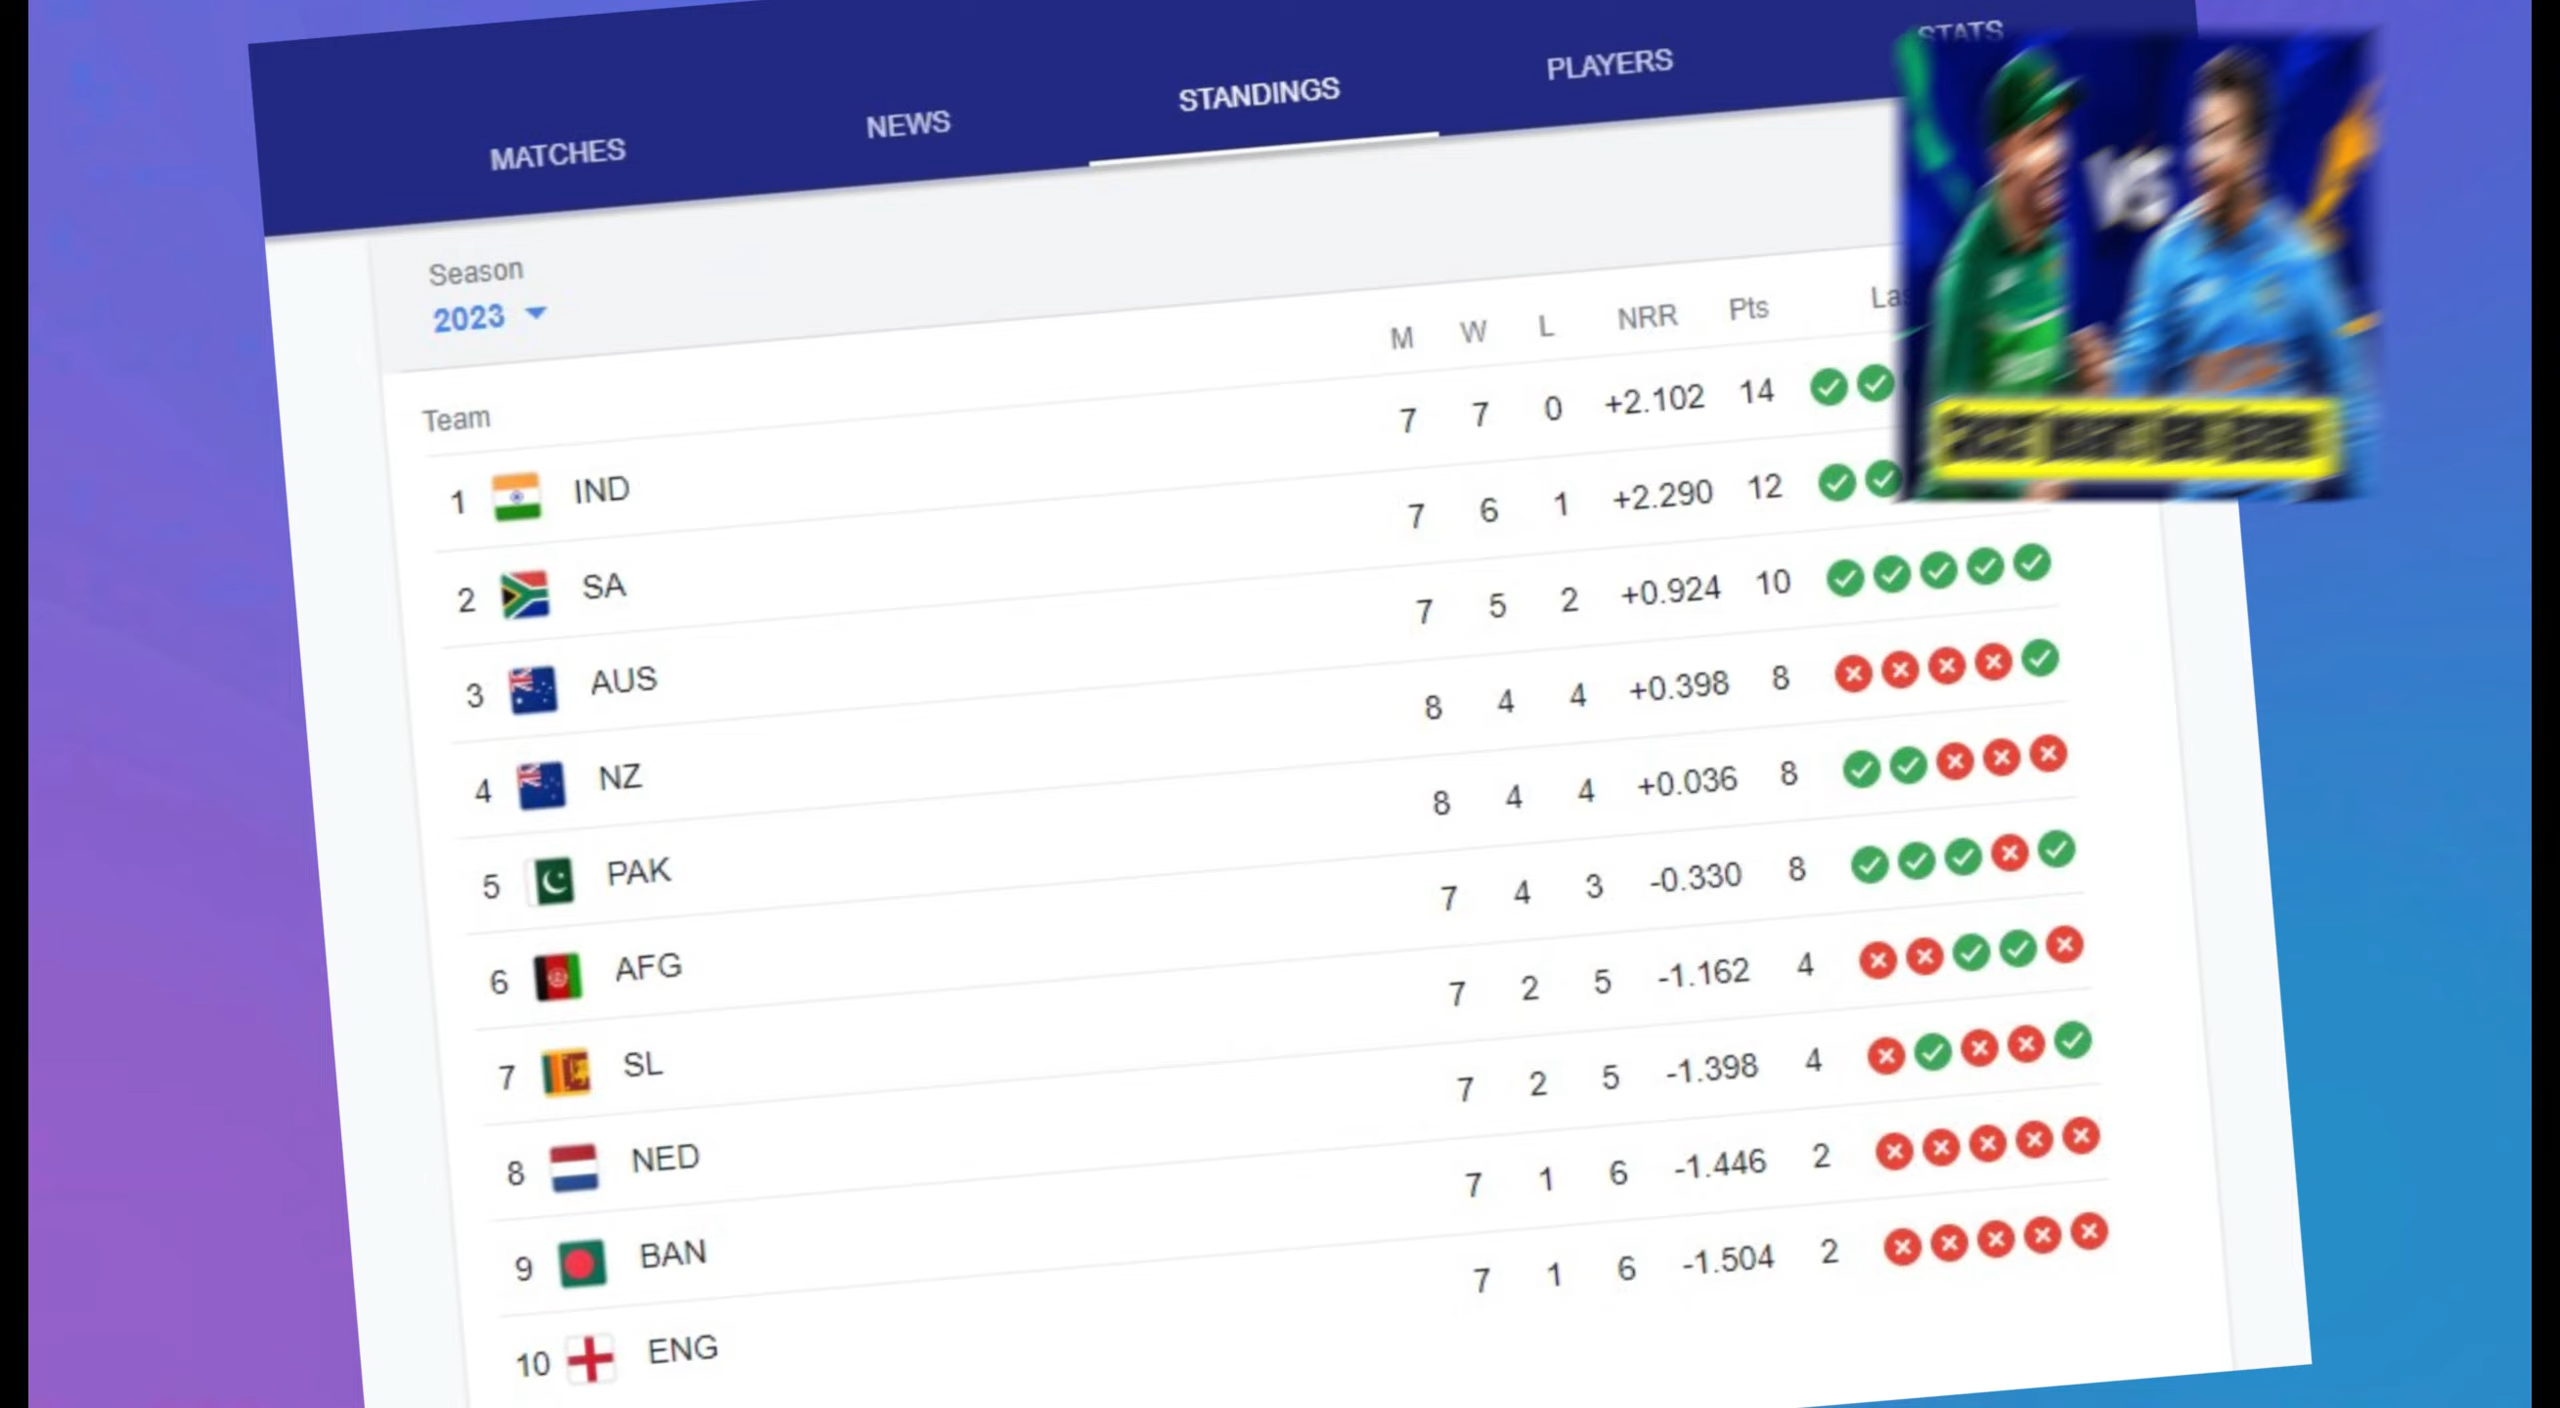 MATCHES NEWS STANDINGS PLAYERS STATS
Season
2023
Team M W L NRR Pts
1 IND 7 7 0 +2.102 14
2 SA 7 6 1 +2.290 12
3 AUS 7 5 2 +0.924 10
4 NZ 8 4 4 +0.398 8
5 PAK 8 4 4 +0.036 8
6 AFG 7 4 3 -0.330 8
7 SL 7 2 5 -1.162 4
8 NED 7 2 5 -1.398 4
9 BAN 7 1 6 -1.446 2
10 ENG 7 1 6 -1.504 2
VS